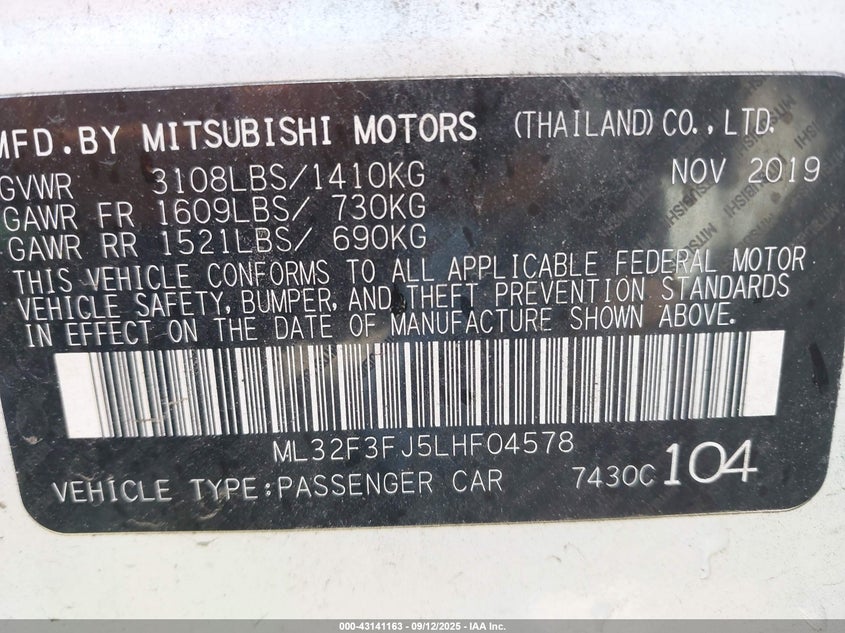 MFD.BY MITSUBISHI MOTORS (THAILAND) CO.,LTD.
GVWR 3108LBS/1410KG NOV 2019
GAWR FR 1609LBS/ 730KG
GAWR RR 1521LBS/ 690KG
THIS VEHICLE CONFORMS TO ALL APPLICABLE FEDERAL MOTOR
VEHICLE SAFETY, BUMPER, AND THEFT PREVENTION STANDARDS
IN EFFECT ON THE DATE OF MANUFACTURE SHOWN ABOVE.
ML32F3FJ5LHF04578
VEHICLE TYPE:PASSENGER CAR 7430C 104
000-43141163 - 09/12/2025 - IAA Inc.